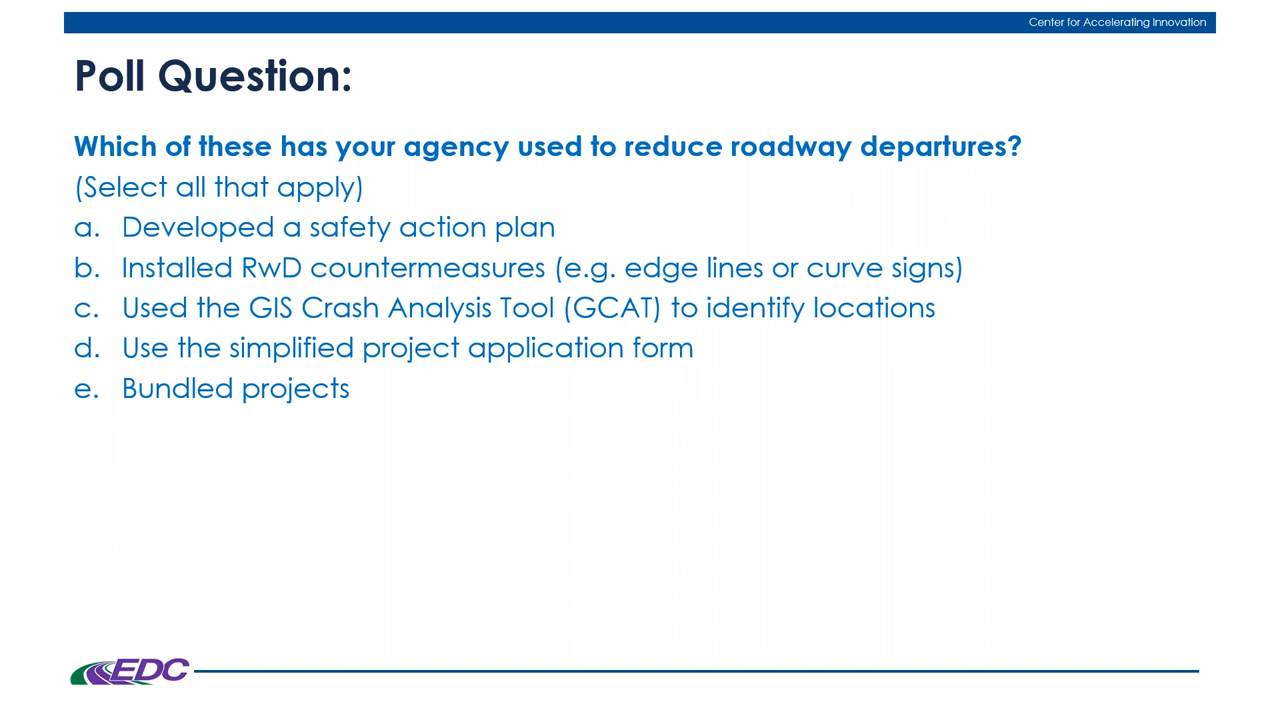 Center for Accelerating Innovation
Poll Question:
Which of these has your agency used to reduce roadway departures?
(Select all that apply)
a. Developed a safety action plan
b. Installed RwD countermeasures (e.g. edge lines or curve signs)
c. Used the GIS Crash Analysis Tool (GCAT) to identify locations
d. Use the simplified project application form
e. Bundled projects
EDC